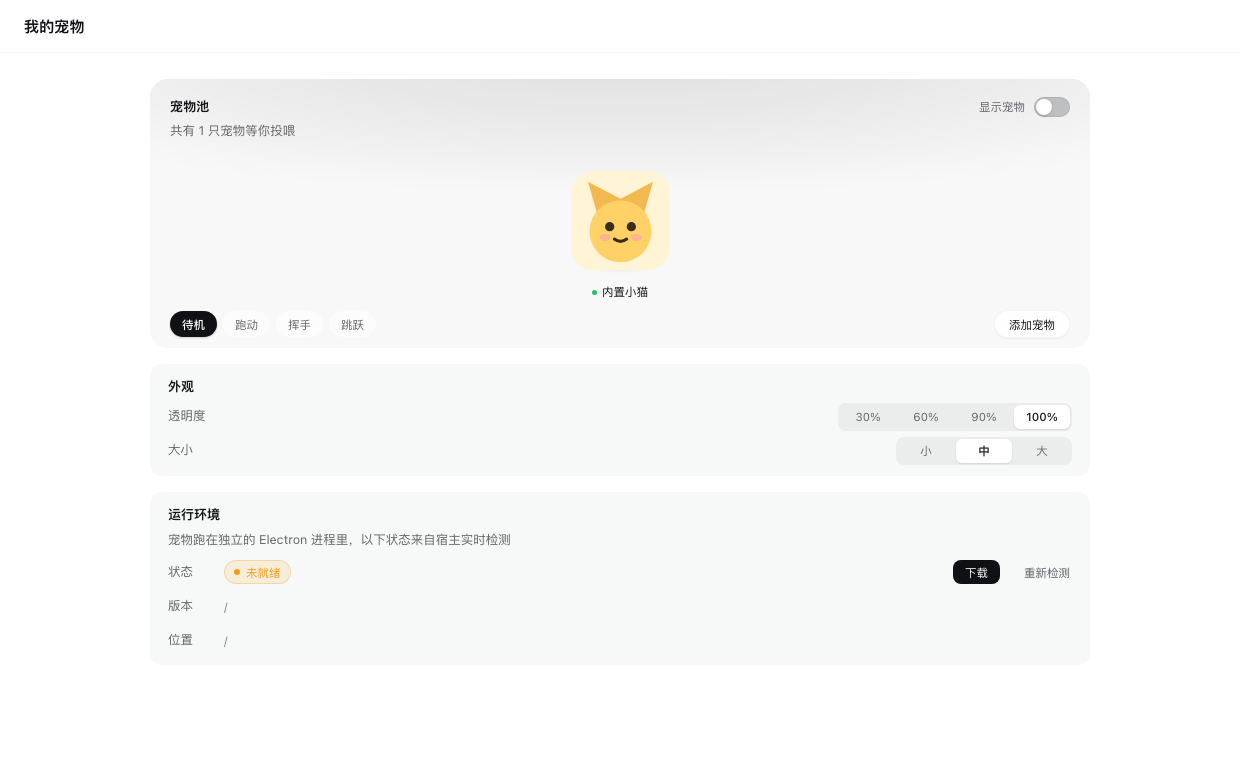 我的宠物
宠物池
显示宠物
共有 1 只宠物等你投喂
内置小猫
待机 跑动 挥手 跳跃 添加宠物
外观
透明度 30% 60% 90% 100%
大小 小 中 大
运行环境
宠物跑在独立的 Electron 进程里，以下状态来自宿主实时检测
状态 未就绪 下载 重新检测
版本 /
位置 /